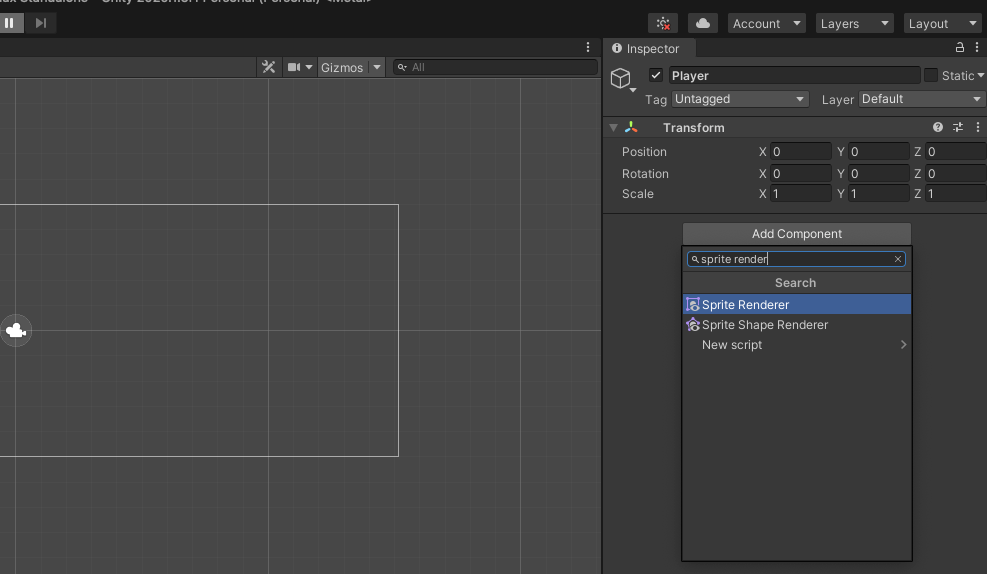 Account
Layers
Layout
Inspector
Gizmos
All
Player
Static
Tag
Untagged
Layer
Default
Transform
Position
X 0
Y 0
Z 0
Rotation
X 0
Y 0
Z 0
Scale
X 1
Y 1
Z 1
Add Component
sprite render
Search
Sprite Renderer
Sprite Shape Renderer
New script